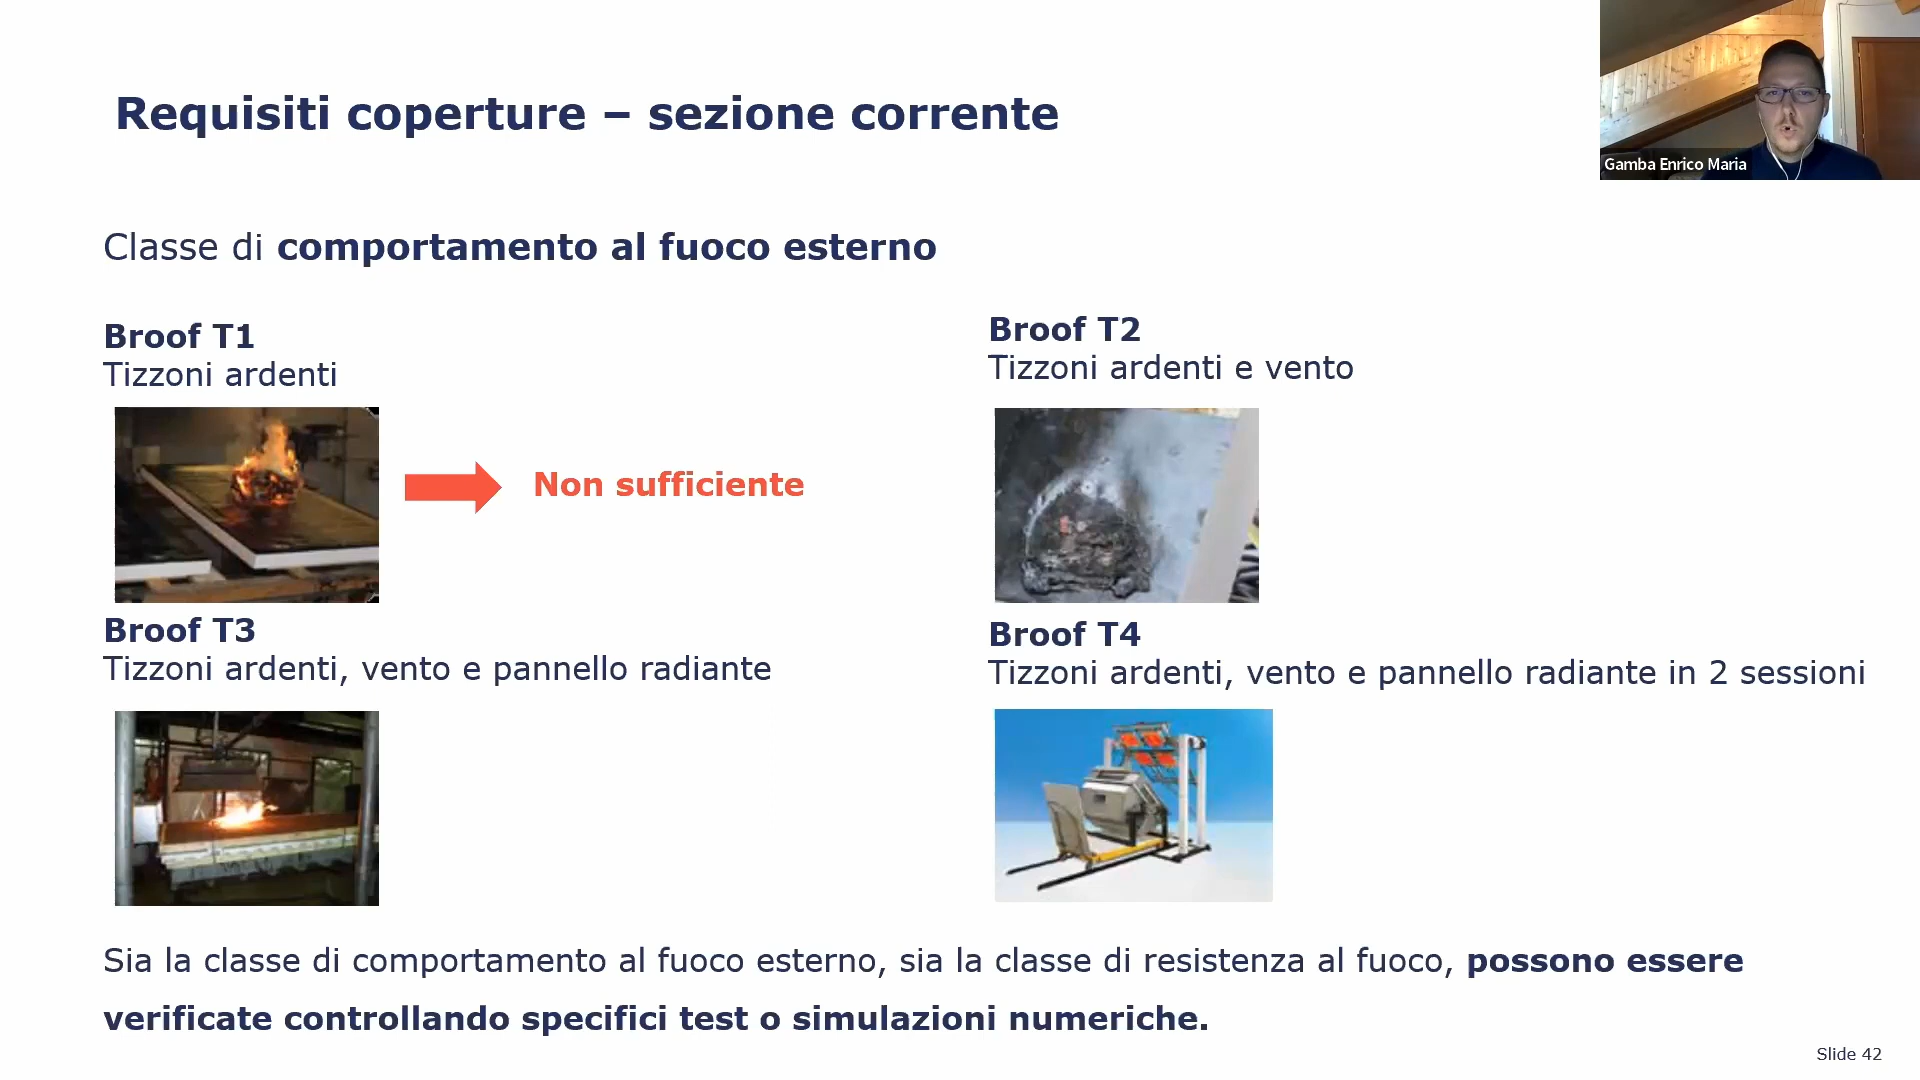 Requisiti coperture – sezione corrente
Gamba Enrico Maria
Classe di comportamento al fuoco esterno
Broof T1
Tizzoni ardenti
Non sufficiente
Broof T2
Tizzoni ardenti e vento
Broof T3
Tizzoni ardenti, vento e pannello radiante
Broof T4
Tizzoni ardenti, vento e pannello radiante in 2 sessioni
Sia la classe di comportamento al fuoco esterno, sia la classe di resistenza al fuoco, possono essere
verificate controllando specifici test o simulazioni numeriche.
Slide 42